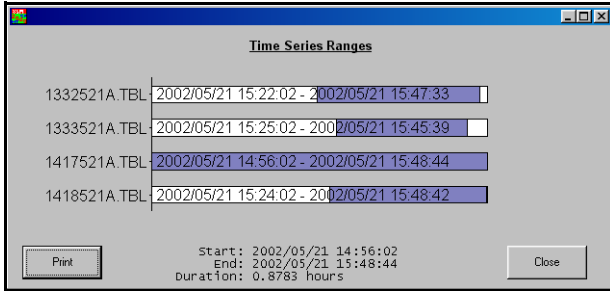 Time Series Ranges
1332521A.TBL 2002/05/21 15:22:02 - 2002/05/21 15:47:33
1333521A.TBL 2002/05/21 15:25:02 - 2002/05/21 15:45:39
1417521A.TBL 2002/05/21 14:56:02 - 2002/05/21 15:48:44
1418521A.TBL 2002/05/21 15:24:02 - 2002/05/21 15:48:42
Start: 2002/05/21 14:56:02
End: 2002/05/21 15:48:44
Duration: 0.8783 hours
Print
Close